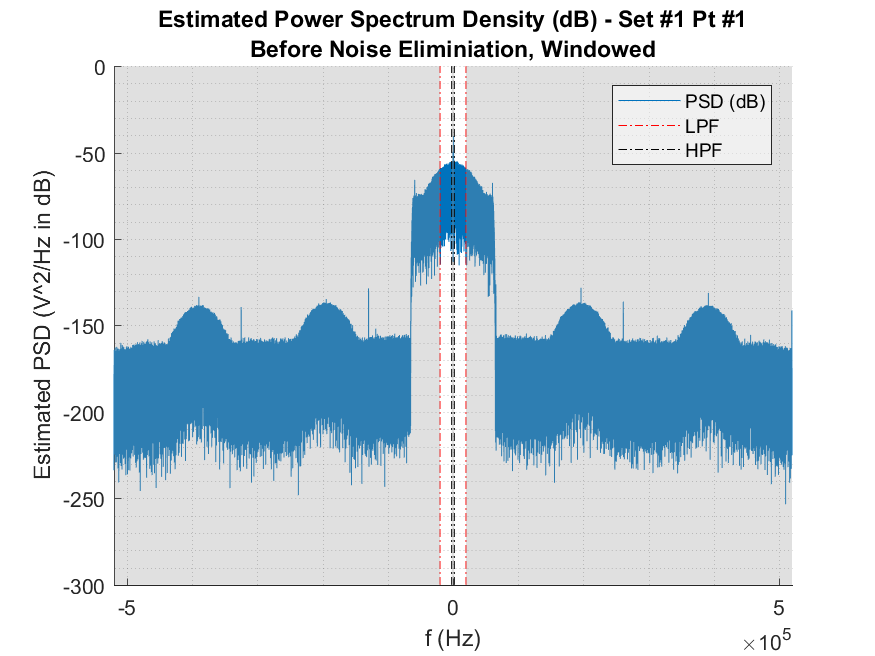 Estimated Power Spectrum Density (dB) - Set #1 Pt #1
Before Noise Eliminiation, Windowed
0
-50
-100
-150
-200
-250
-300
Estimated PSD (V^2/Hz in dB)
PSD (dB)
LPF
HPF
-5
0
5
f (Hz)
×10^5